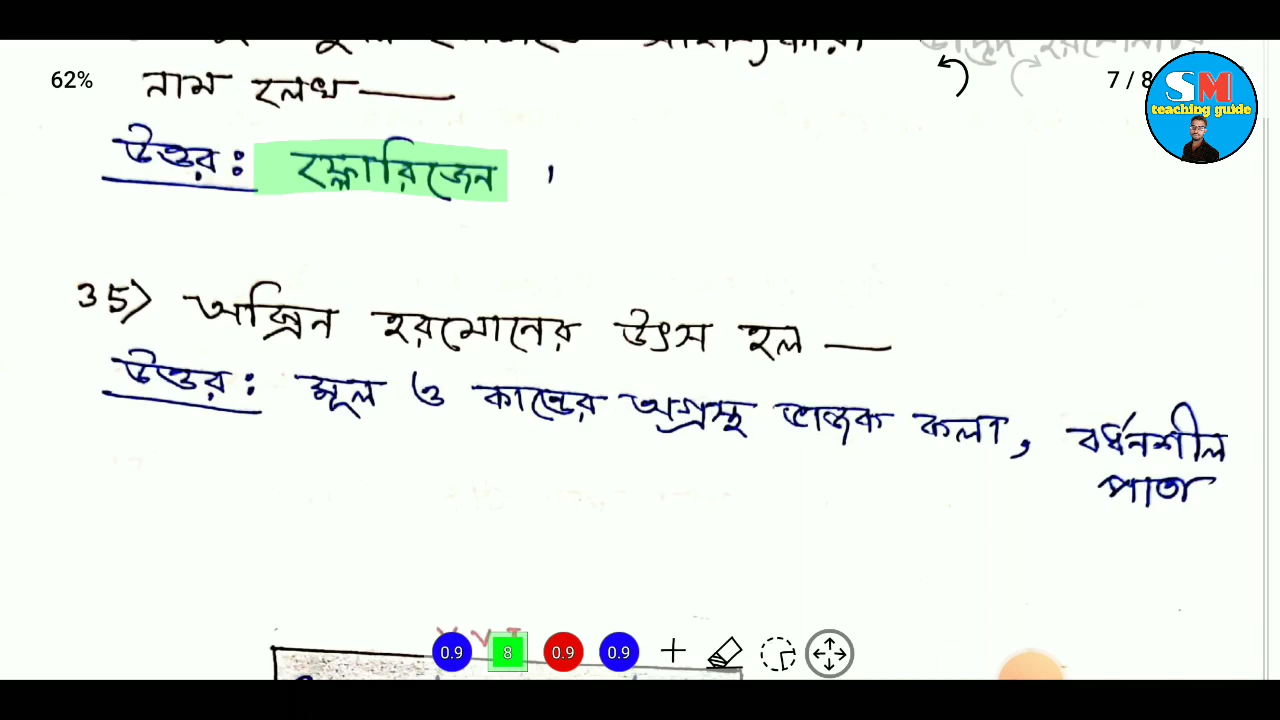 62%
7 / 8
SM
teaching guide
নাম লেখ —
উত্তর: ফ্লোরিজেন ।
35) অক্সিন হরমোনের উৎস হল —
উত্তর: মূল ও কান্ডের অগ্রস্থ ভাজক কলা, বর্ধনশীল
পাতা
0.9 8 0.9 0.9